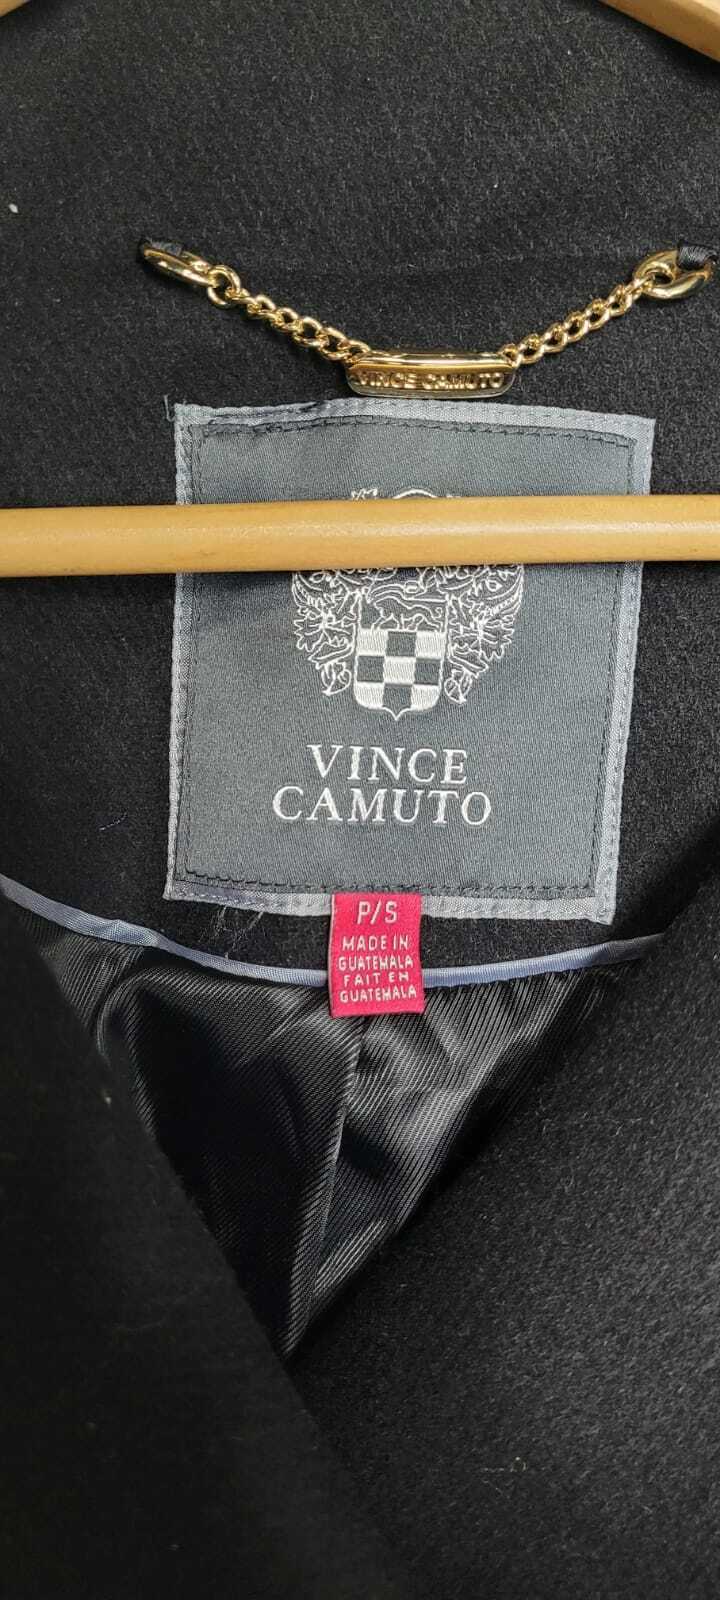 VINCE CAMUTO
VINCE
CAMUTO
P/S
MADE IN
GUATEMALA
FAIT EN
GUATEMALA